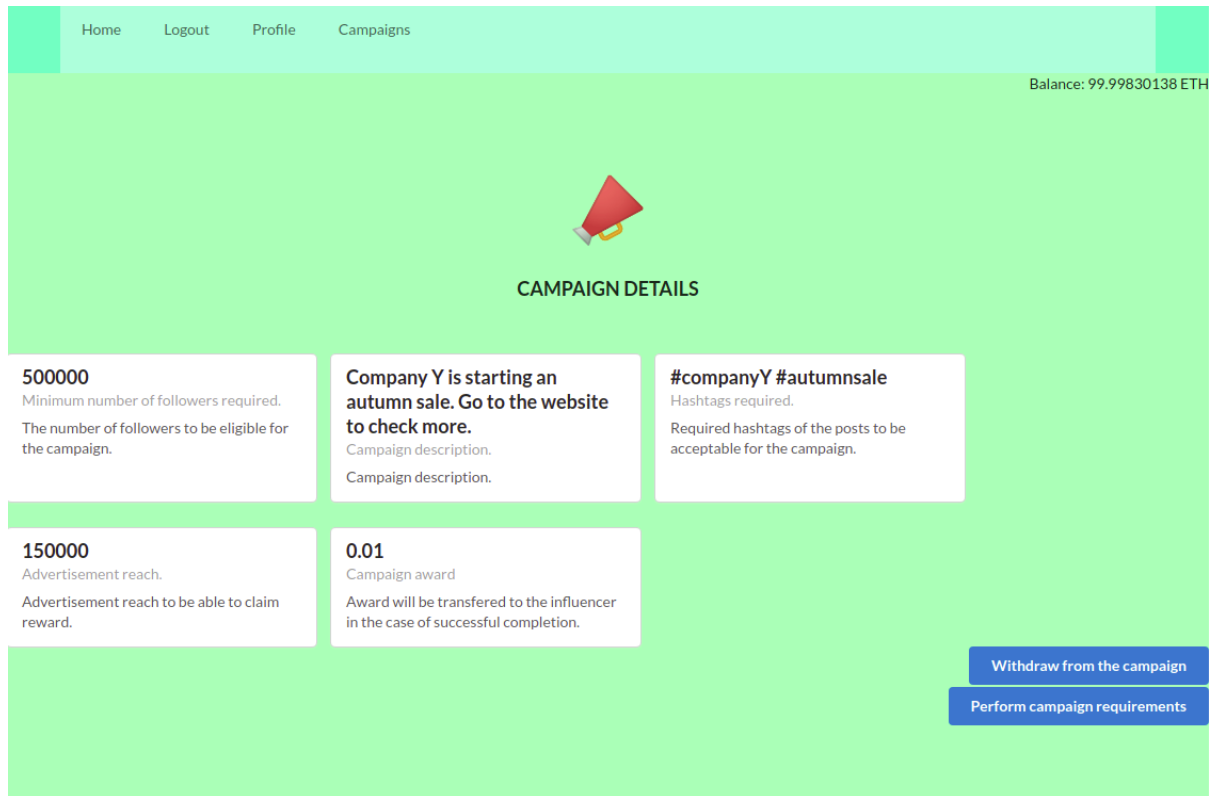 Home Logout Profile Campaigns
Balance: 99.99830138 ETH
CAMPAIGN DETAILS
500000
Minimum number of followers required.
The number of followers to be eligible for
the campaign.
Company Y is starting an
autumn sale. Go to the website
to check more.
Campaign description.
Campaign description.
#companyY #autumnsale
Hashtags required.
Required hashtags of the posts to be
acceptable for the campaign.
150000
Advertisement reach.
Advertisement reach to be able to claim
reward.
0.01
Campaign award
Award will be transfered to the influencer
in the case of successful completion.
Withdraw from the campaign
Perform campaign requirements